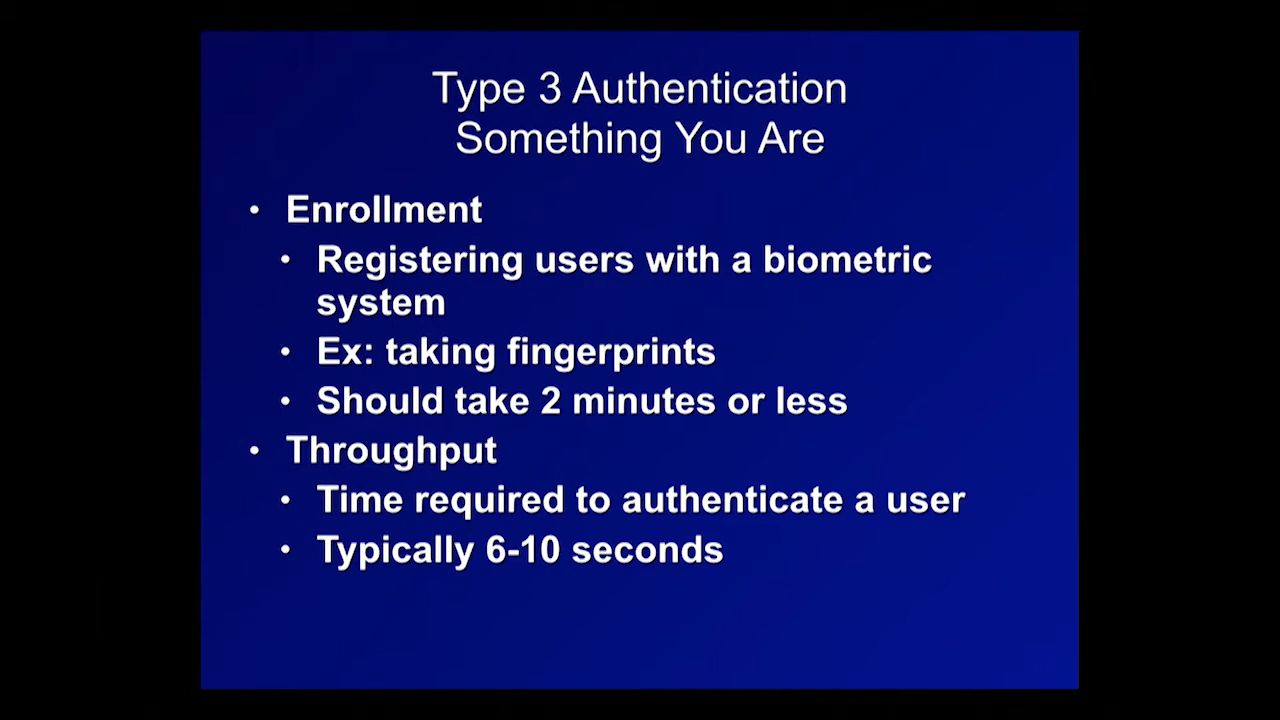 Type 3 Authentication
Something You Are
• Enrollment
• Registering users with a biometric
system
• Ex: taking fingerprints
• Should take 2 minutes or less
• Throughput
• Time required to authenticate a user
• Typically 6-10 seconds